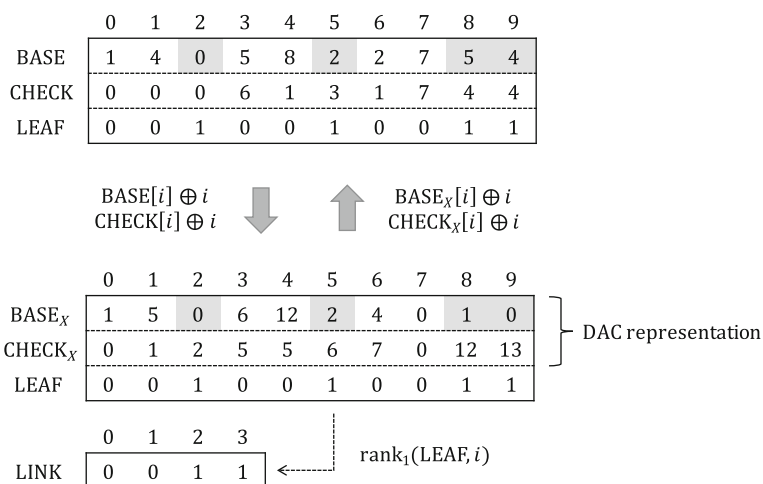 0 1 2 3 4 5 6 7 8 9
BASE 1 4 0 5 8 2 2 7 5 4
CHECK 0 0 0 6 1 3 1 7 4 4
LEAF 0 0 1 0 0 1 0 0 1 1
BASE[i] ⊕ i BASE_X[i] ⊕ i
CHECK[i] ⊕ i CHECK_X[i] ⊕ i
0 1 2 3 4 5 6 7 8 9
BASE_X 1 5 0 6 12 2 4 0 1 0
DAC representation
CHECK_X 0 1 2 5 5 6 7 0 12 13
LEAF 0 0 1 0 0 1 0 0 1 1
0 1 2 3
rank₁(LEAF, i)
LINK 0 0 1 1